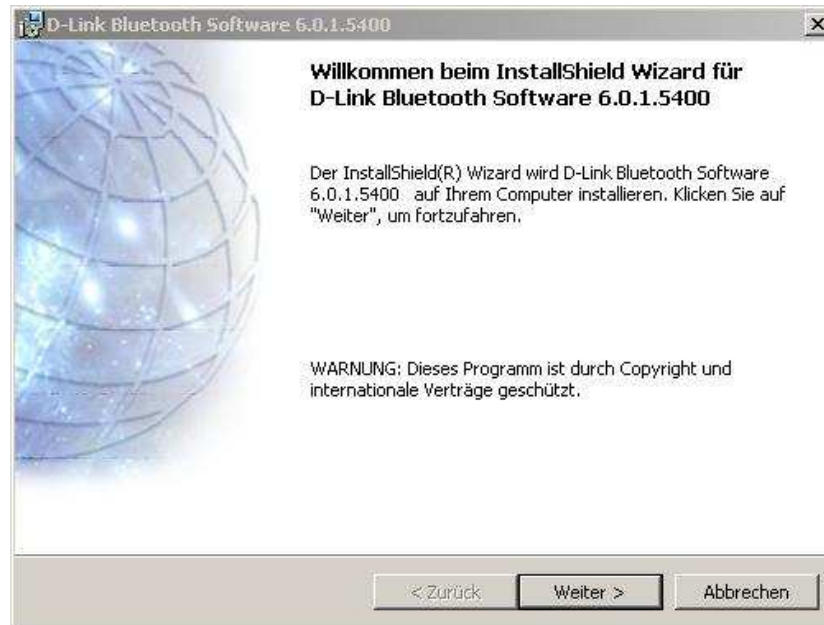 D-Link Bluetooth Software 6.0.1.5400
Willkommen beim InstallShield Wizard für
D-Link Bluetooth Software 6.0.1.5400
Der InstallShield(R) Wizard wird D-Link Bluetooth Software
6.0.1.5400 auf Ihrem Computer installieren. Klicken Sie auf
"Weiter", um fortzufahren.
WARNUNG: Dieses Programm ist durch Copyright und
internationale Verträge geschützt.
< Zurück
Weiter >
Abbrechen